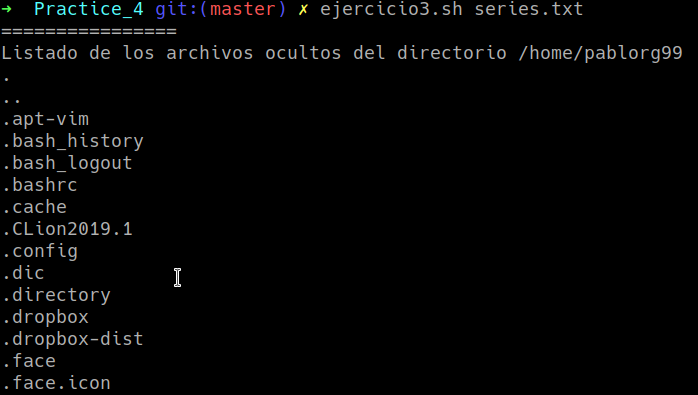 ➜  Practice_4 git:(master) ✗ ejercicio3.sh series.txt
================
Listado de los archivos ocultos del directorio /home/pablorg99
.
..
.apt-vim
.bash_history
.bash_logout
.bashrc
.cache
.CLion2019.1
.config
.dic
.directory
.dropbox
.dropbox-dist
.face
.face.icon